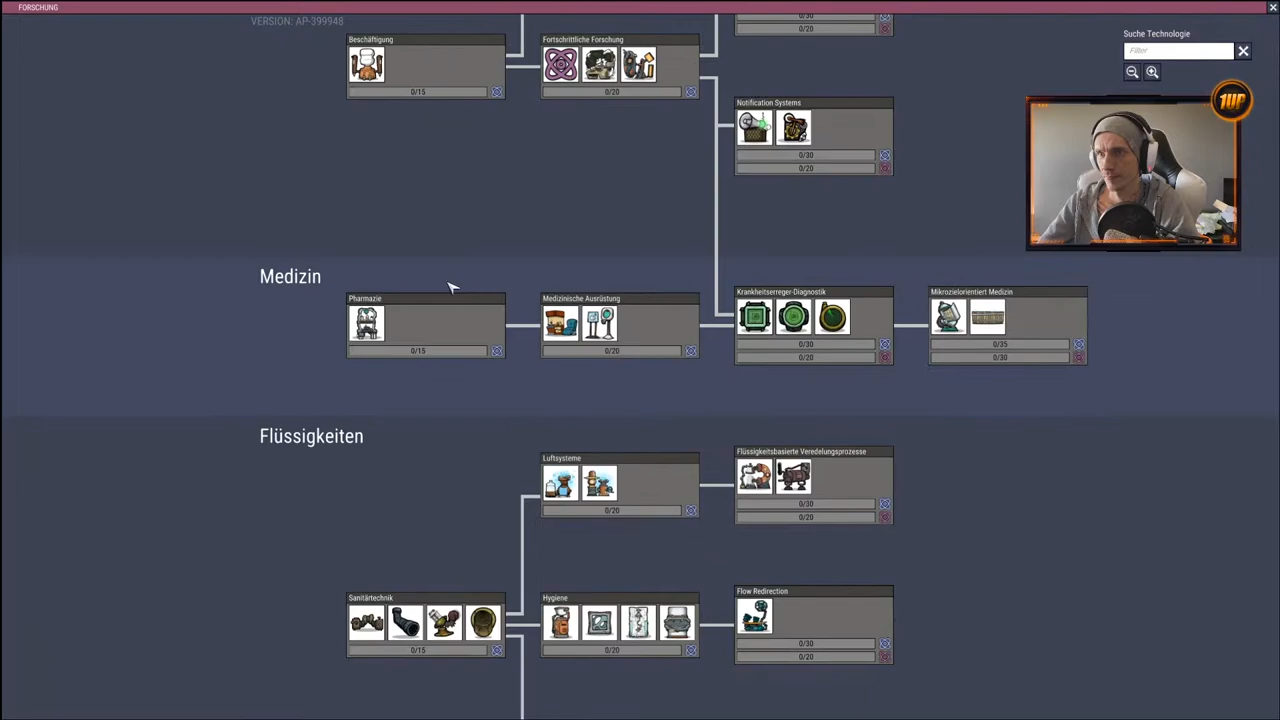 FORSCHUNG
VERSION: AP-399948
0/30
0/20
Suche Technologie
Filter
1UP
Beschäftigung
0/15
Fortschrittliche Forschung
0/20
Notification Systems
0/30
0/20
Medizin
Pharmazie
0/15
Medizinische Ausrüstung
0/20
Krankheitserreger-Diagnostik
0/30
0/20
Mikrozielorientiert Medizin
0/35
0/30
Flüssigkeiten
Luftsysteme
0/20
Flüssigkeitsbasierte Veredelungsprozesse
0/30
0/20
Sanitärtechnik
0/15
Hygiene
0/20
Flow Redirection
0/30
0/20